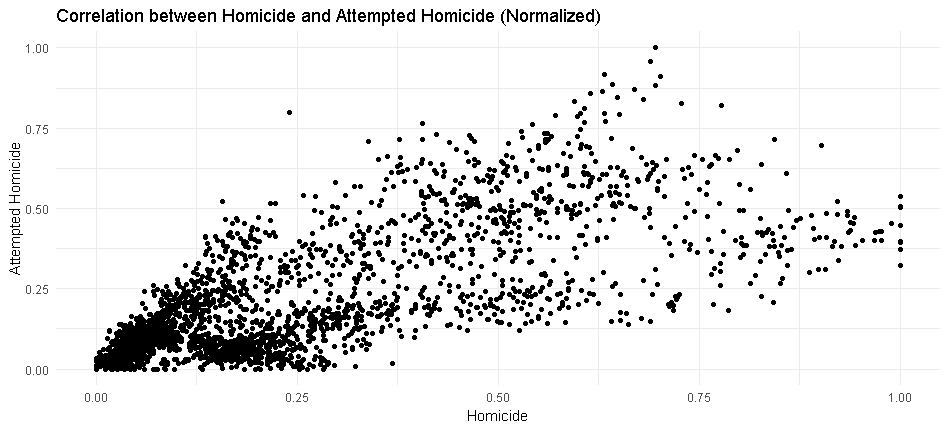 Correlation between Homicide and Attempted Homicide (Normalized)
1.00
0.75
0.50
0.25
0.00
Attempted Homicide
0.00 0.25 0.50 0.75 1.00
Homicide